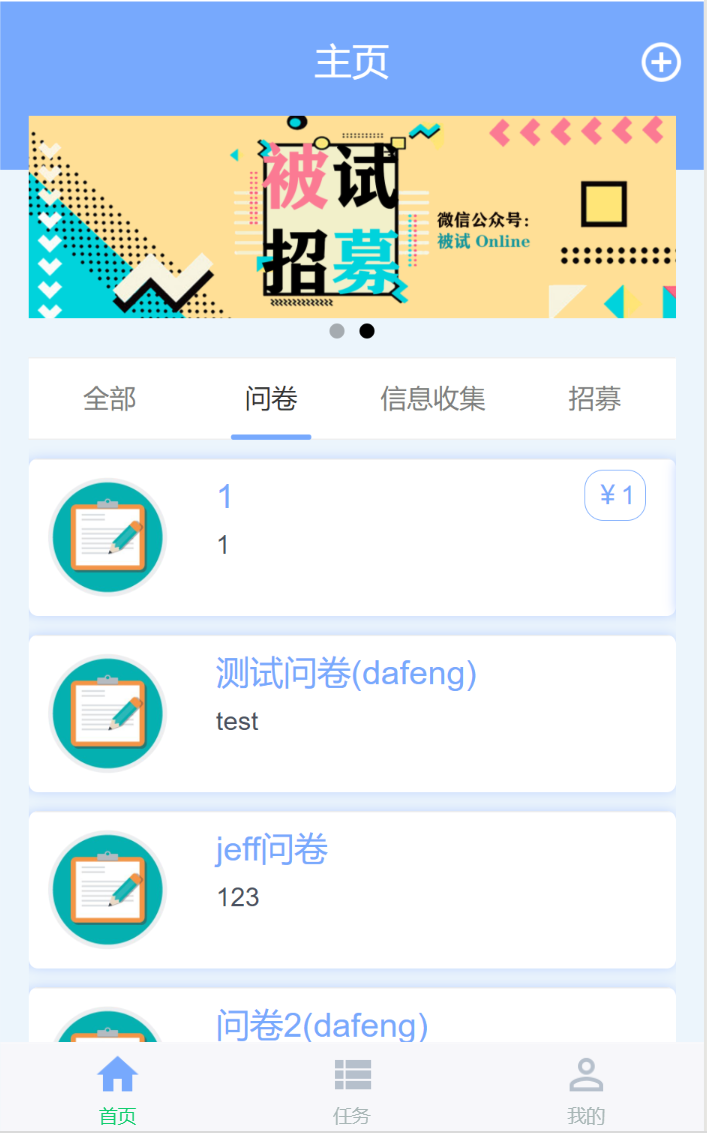 主页
被试
招募
微信公众号:
被试 Online
全部 问卷 信息收集 招募
1
¥ 1
1
测试问卷(dafeng)
test
jeff问卷
123
问卷2(dafeng)
首页 任务 我的